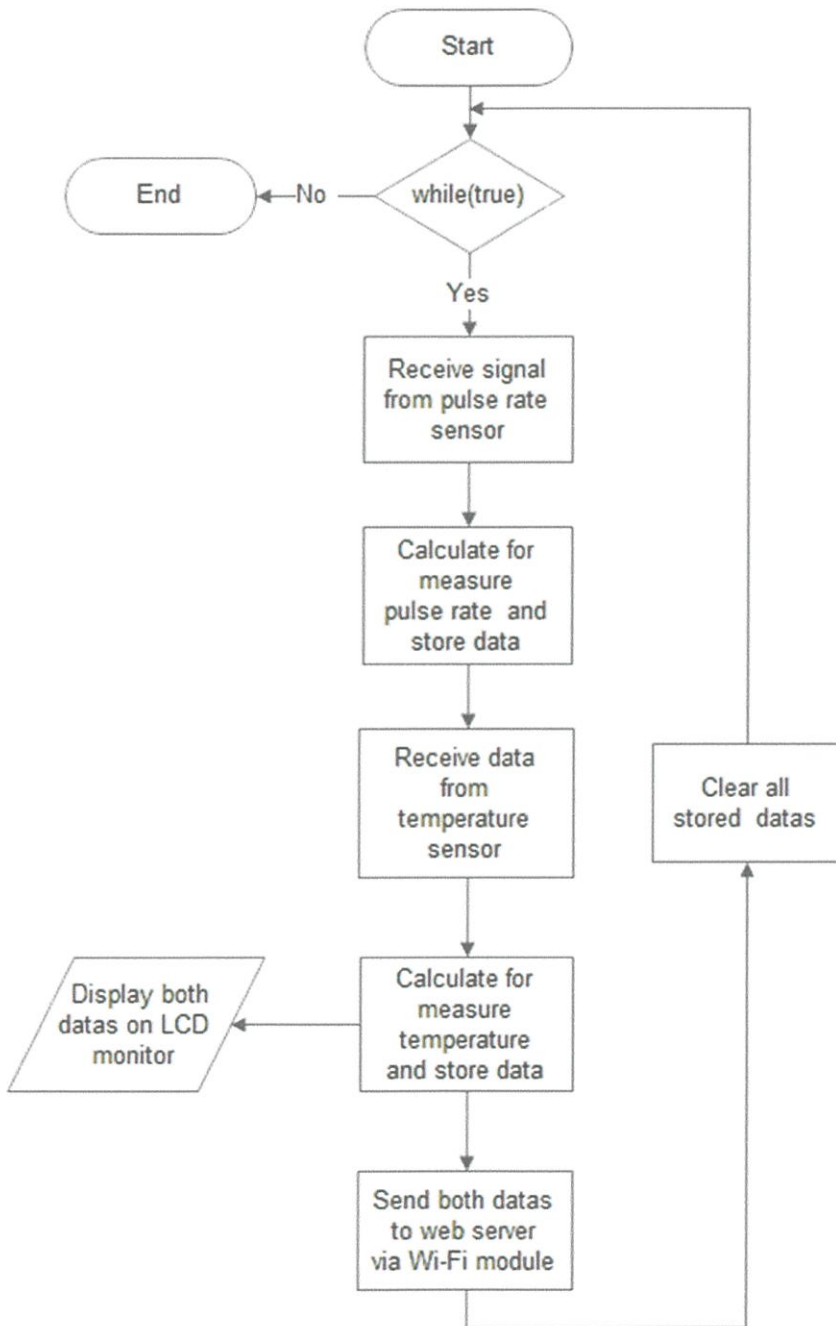 Start
while(true)
No
End
Yes
Receive signal
from pulse rate
sensor
Calculate for
measure
pulse rate and
store data
Receive data
from
temperature
sensor
Calculate for
measure
temperature
and store data
Display both
datas on LCD
monitor
Send both datas
to web server
via Wi-Fi module
Clear all
stored datas